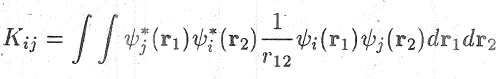 K_{ij} = \int \int \psi_j^*(\mathbf{r}_1) \psi_i^*(\mathbf{r}_2) \frac{1}{r_{12}} \psi_i(\mathbf{r}_1) \psi_j(\mathbf{r}_2) d\mathbf{r}_1 d\mathbf{r}_2